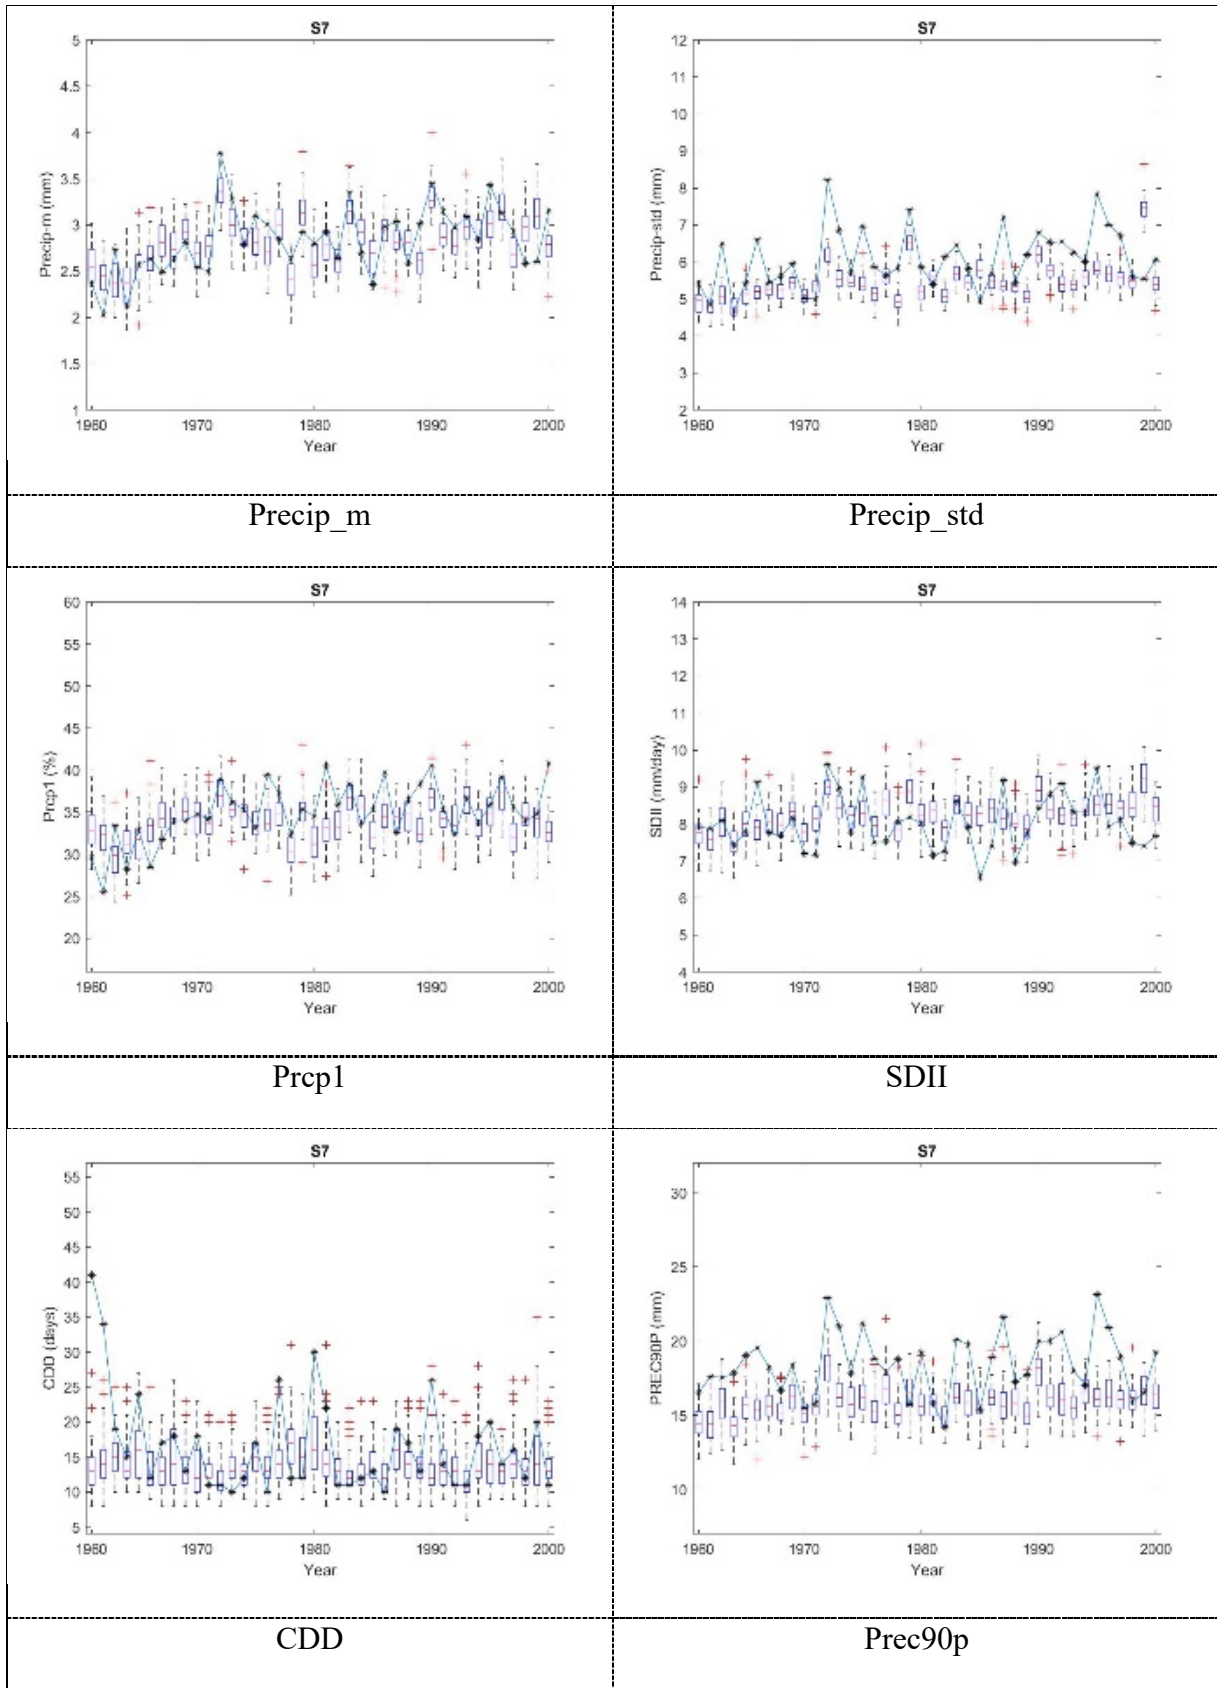 S7
5
4.5
4
3.5
3
2.5
2
1.5
1
Precip-m (mm)
1960 1970 1980 1990 2000
Year
S7
12
11
10
9
8
7
6
5
4
3
2
Precip-std (mm)
1960 1970 1980 1990 2000
Year
Precip_m
Precip_std
S7
60
55
50
45
40
35
30
25
20
Prcp1 (%)
1960 1970 1980 1990 2000
Year
S7
14
13
12
11
10
9
8
7
6
5
4
SDII (mm/day)
1960 1970 1980 1990 2000
Year
Prcp1
SDII
S7
55
50
45
40
35
30
25
20
15
10
5
CDD (days)
1960 1970 1980 1990 2000
Year
S7
30
25
20
15
10
PREC90P (mm)
1960 1970 1980 1990 2000
Year
CDD
Prec90p